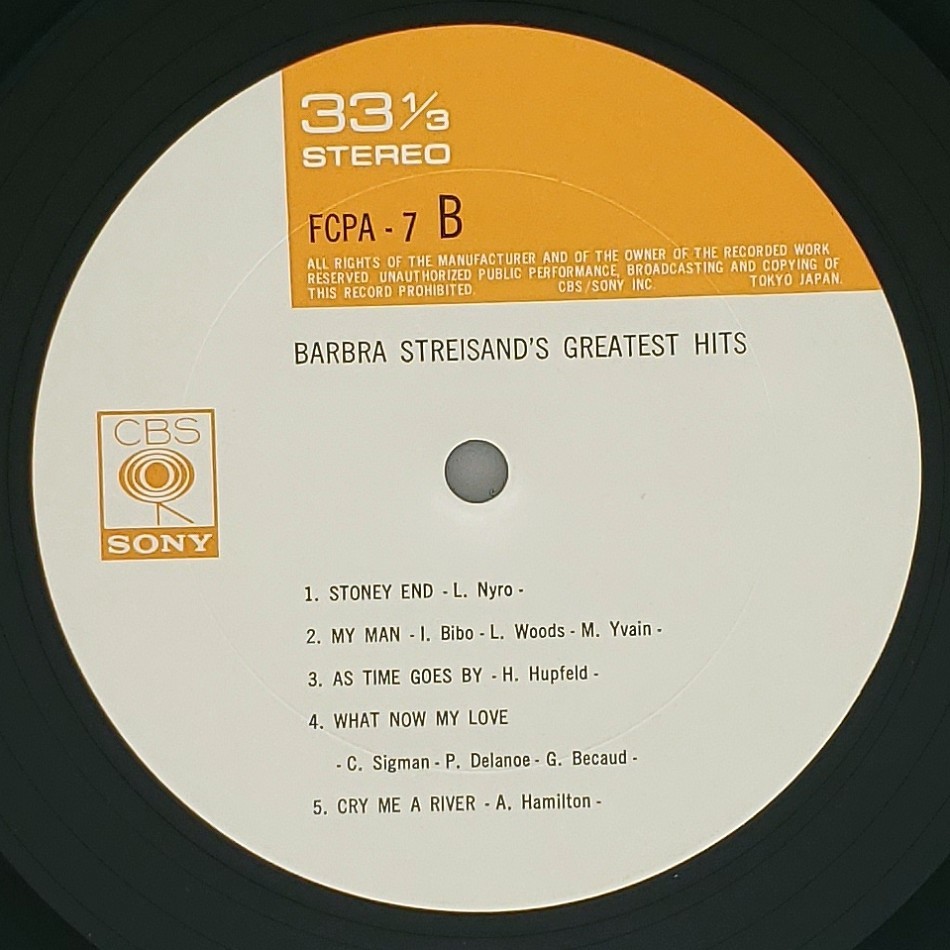 33 1/3
STEREO
FCPA - 7 B
ALL RIGHTS OF THE MANUFACTURER AND OF THE OWNER OF THE RECORDED WORK
RESERVED UNAUTHORIZED PUBLIC PERFORMANCE, BROADCASTING AND COPYING OF
THIS RECORD PROHIBITED. CBS/SONY INC. TOKYO JAPAN.
BARBRA STREISAND'S GREATEST HITS
CBS
SONY
1. STONEY END - L. Nyro -
2. MY MAN - I. Bibo - L. Woods - M. Yvain -
3. AS TIME GOES BY - H. Hupfeld -
4. WHAT NOW MY LOVE
- C. Sigman - P. Delanoe - G. Becaud -
5. CRY ME A RIVER - A. Hamilton -